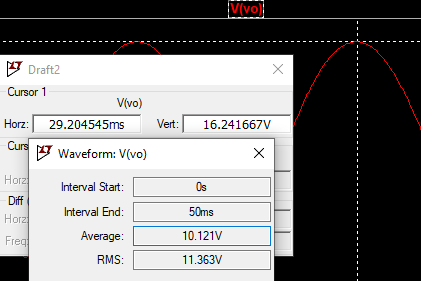 V(vo)
Draft2
Cursor 1
V(vo)
Horz: 29.204545ms Vert: 16.241667V
Curs
Horz
Diff (
Horz:
Freq:
Waveform: V(vo)
Interval Start: 0s
Interval End: 50ms
Average: 10.121V
RMS: 11.363V